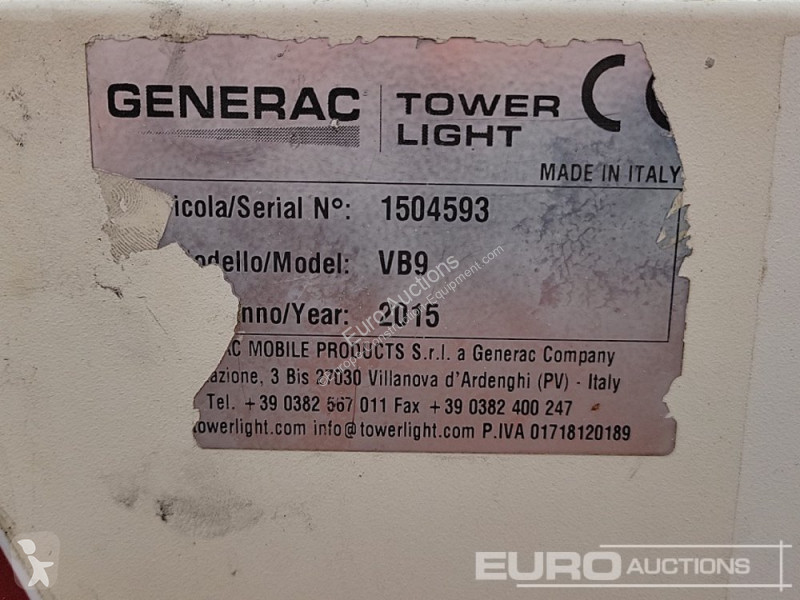 GENERAC TOWER LIGHT CE
MADE IN ITALY
icola/Serial N°: 1504593
odello/Model: VB9
nno/Year: 2015
AC MOBILE PRODUCTS S.r.l. a Generac Company
azione, 3 Bis 27030 Villanova d'Ardenghi (PV) - Italy
Tel. +39 0382 567 011 Fax +39 0382 400 247
towerlight.com info@towerlight.com P.IVA 01718120189
Euro Auctions
EURO AUCTIONS